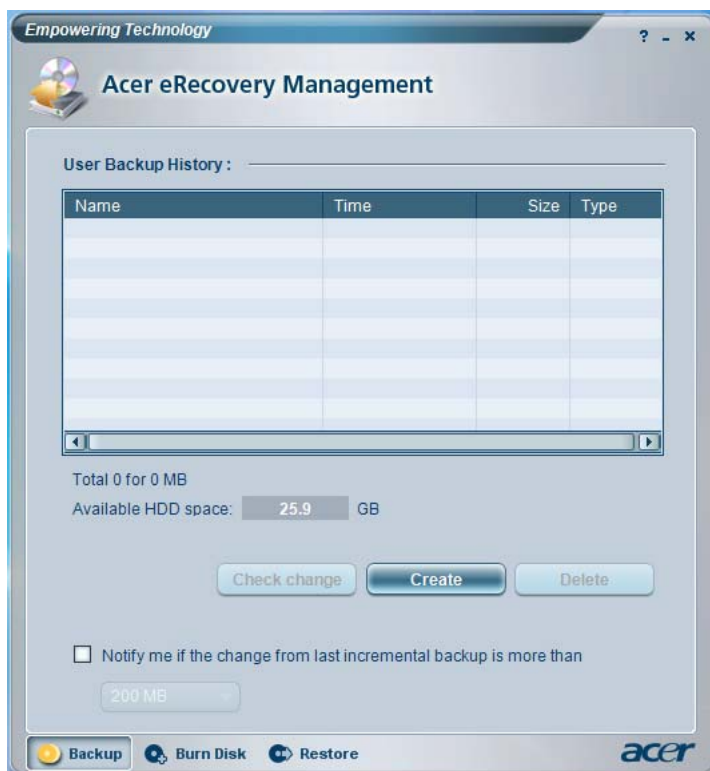 Empowering Technology
? - ×
Acer eRecovery Management
User Backup History :
Name Time Size Type
Total 0 for 0 MB
Available HDD space: 25.9 GB
Check change Create Delete
Notify me if the change from last incremental backup is more than
200 MB
Backup Burn Disk Restore acer